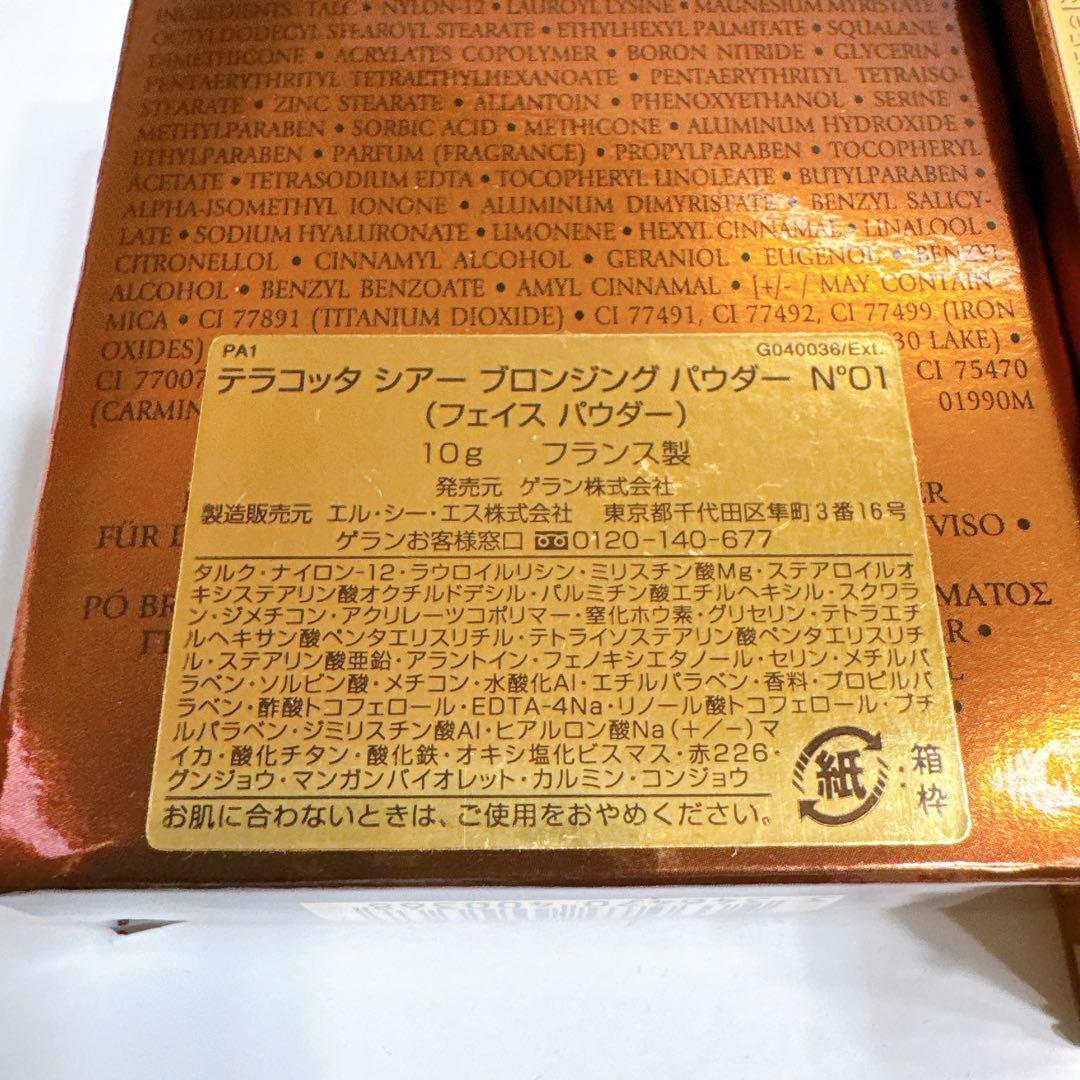 INGREDIENTS: TALC • NYLON-12 • LAUROYL LYSINE • MAGNESIUM MYRISTATE •
OCTYLDODECYL STEAROYL STEARATE • ETHYLHEXYL PALMITATE • SQUALANE •
DIMETHICONE • ACRYLATES COPOLYMER • BORON NITRIDE • GLYCERIN •
PENTAERYTHRITYL TETRAETHYLHEXANOATE • PENTAERYTHRITYL TETRAISO-
STEARATE • ZINC STEARATE • ALLANTOIN • PHENOXYETHANOL • SERINE •
METHYLPARABEN • SORBIC ACID • METHICONE • ALUMINUM HYDROXIDE •
ETHYLPARABEN • PARFUM (FRAGRANCE) • PROPYLPARABEN • TOCOPHERYL
ACETATE • TETRASODIUM EDTA • TOCOPHERYL LINOLEATE • BUTYLPARABEN •
ALPHA-ISOMETHYL IONONE • ALUMINUM DIMYRISTATE • BENZYL SALICY-
LATE • SODIUM HYALURONATE • LIMONENE • HEXYL CINNAMAL • LINALOOL •
CITRONELLOL • CINNAMYL ALCOHOL • GERANIOL • EUGENOL • BENZYL
ALCOHOL • BENZYL BENZOATE • AMYL CINNAMAL • [+/- / MAY CONTAIN
MICA • CI 77891 (TITANIUM DIOXIDE) • CI 77491, CI 77492, CI 77499 (IRON
OXIDES) 30 LAKE) •
CI 77007 CI 75470
(CARMIN 01990M
PA1 G040036/Ext.
テラコッタ シアー ブロンジング パウダー N°01
(フェイス パウダー)
10g フランス製
発売元 ゲラン株式会社
製造販売元 エル・シー・エス株式会社 東京都千代田区隼町3番16号
ゲランお客様窓口 0120-140-677
タルク・ナイロン-12・ラウロイルリシン・ミリスチン酸Mg・ステアロイルオ
キシステアリン酸オクチルドデシル・パルミチン酸エチルヘキシル・スクワラ
ン・ジメチコン・アクリレーツコポリマー・窒化ホウ素・グリセリン・テトラエチ
ルヘキサン酸ペンタエリスリチル・テトライソステアリン酸ペンタエリスリチ
ル・ステアリン酸亜鉛・アラントイン・フェノキシエタノール・セリン・メチルパ
ラベン・ソルビン酸・メチコン・水酸化Al・エチルパラベン・香料・プロピルパ
ラベン・酢酸トコフェロール・EDTA-4Na・リノール酸トコフェロール・ブチ
ルパラベン・ジミリスチン酸Al・ヒアルロン酸Na(+/-)マ
イカ・酸化チタン・酸化鉄・オキシ塩化ビスマス・赤226・
グンジョウ・マンガンバイオレット・カルミン・コンジョウ
お肌に合わないときは、ご使用をおやめください。
紙:箱
枠
ER
FÜR VISO •
PÓ BR ΜΑΤΟΣ
R •